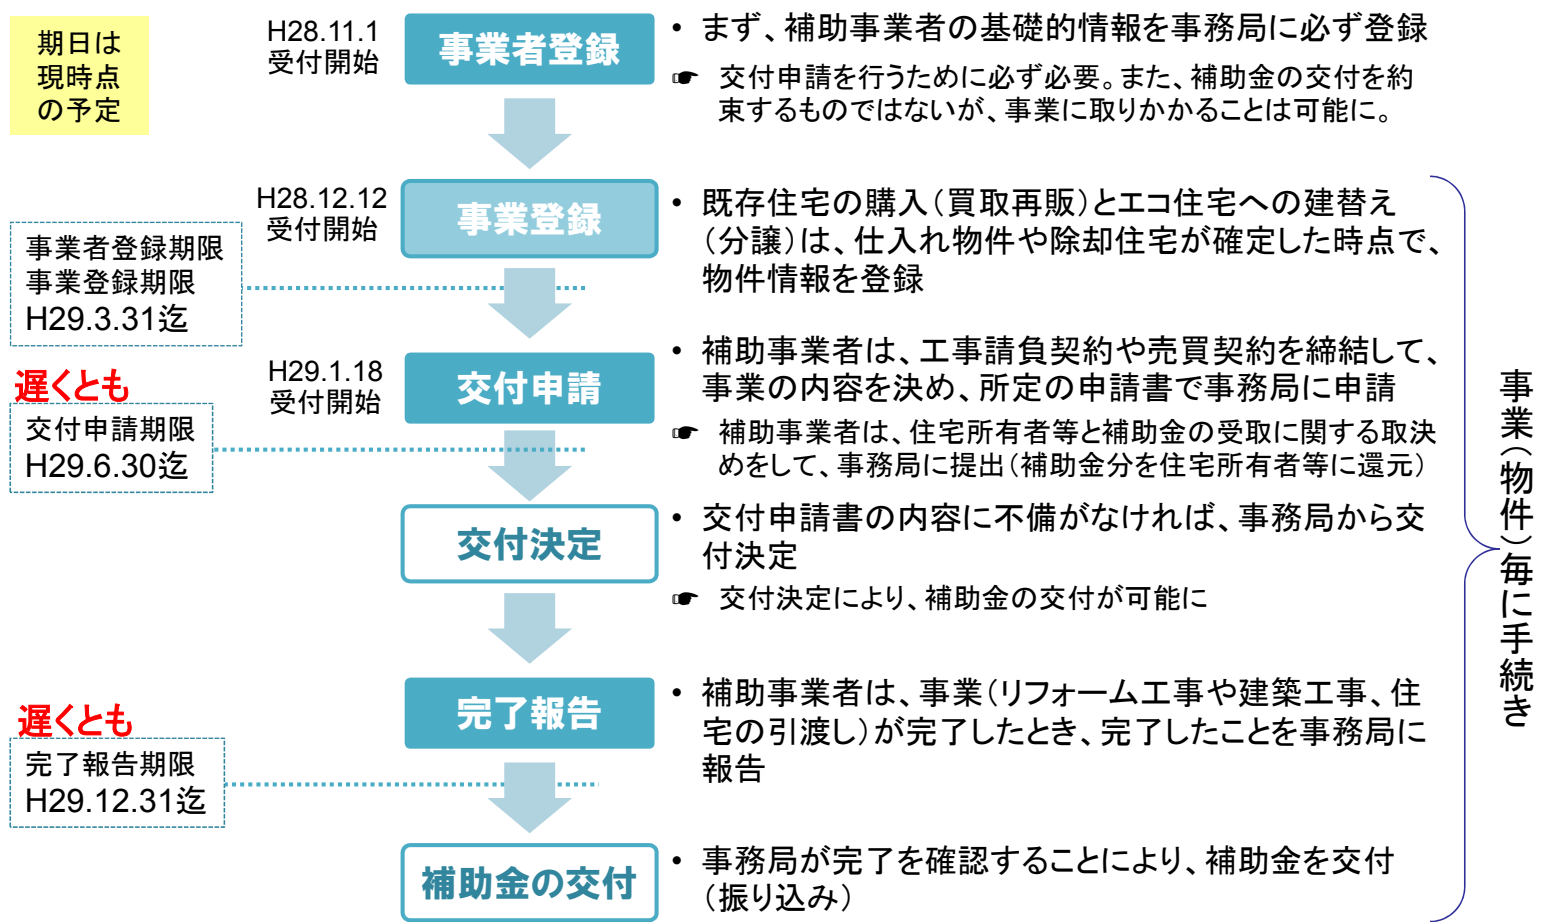 期日は
現時点
の予定
H28.11.1
受付開始
事業者登録
• まず、補助事業者の基礎的情報を事務局に必ず登録
☛ 交付申請を行うために必ず必要。また、補助金の交付を約
束するものではないが、事業に取りかかることは可能に。
H28.12.12
受付開始
事業登録
• 既存住宅の購入（買取再販）とエコ住宅への建替え
（分譲）は、仕入れ物件や除却住宅が確定した時点で、
物件情報を登録
事業者登録期限
事業登録期限
H29.3.31迄
H29.1.18
受付開始
交付申請
• 補助事業者は、工事請負契約や売買契約を締結して、
事業の内容を決め、所定の申請書で事務局に申請
☛ 補助事業者は、住宅所有者等と補助金の受取に関する取決
めをして、事務局に提出（補助金分を住宅所有者等に還元）
遅くとも
交付申請期限
H29.6.30迄
交付決定
• 交付申請書の内容に不備がなければ、事務局から交
付決定
☛ 交付決定により、補助金の交付が可能に
完了報告
• 補助事業者は、事業（リフォーム工事や建築工事、住
宅の引渡し）が完了したとき、完了したことを事務局に
報告
遅くとも
完了報告期限
H29.12.31迄
補助金の交付
• 事務局が完了を確認することにより、補助金を交付
（振り込み）
事業（物件）毎に手続き